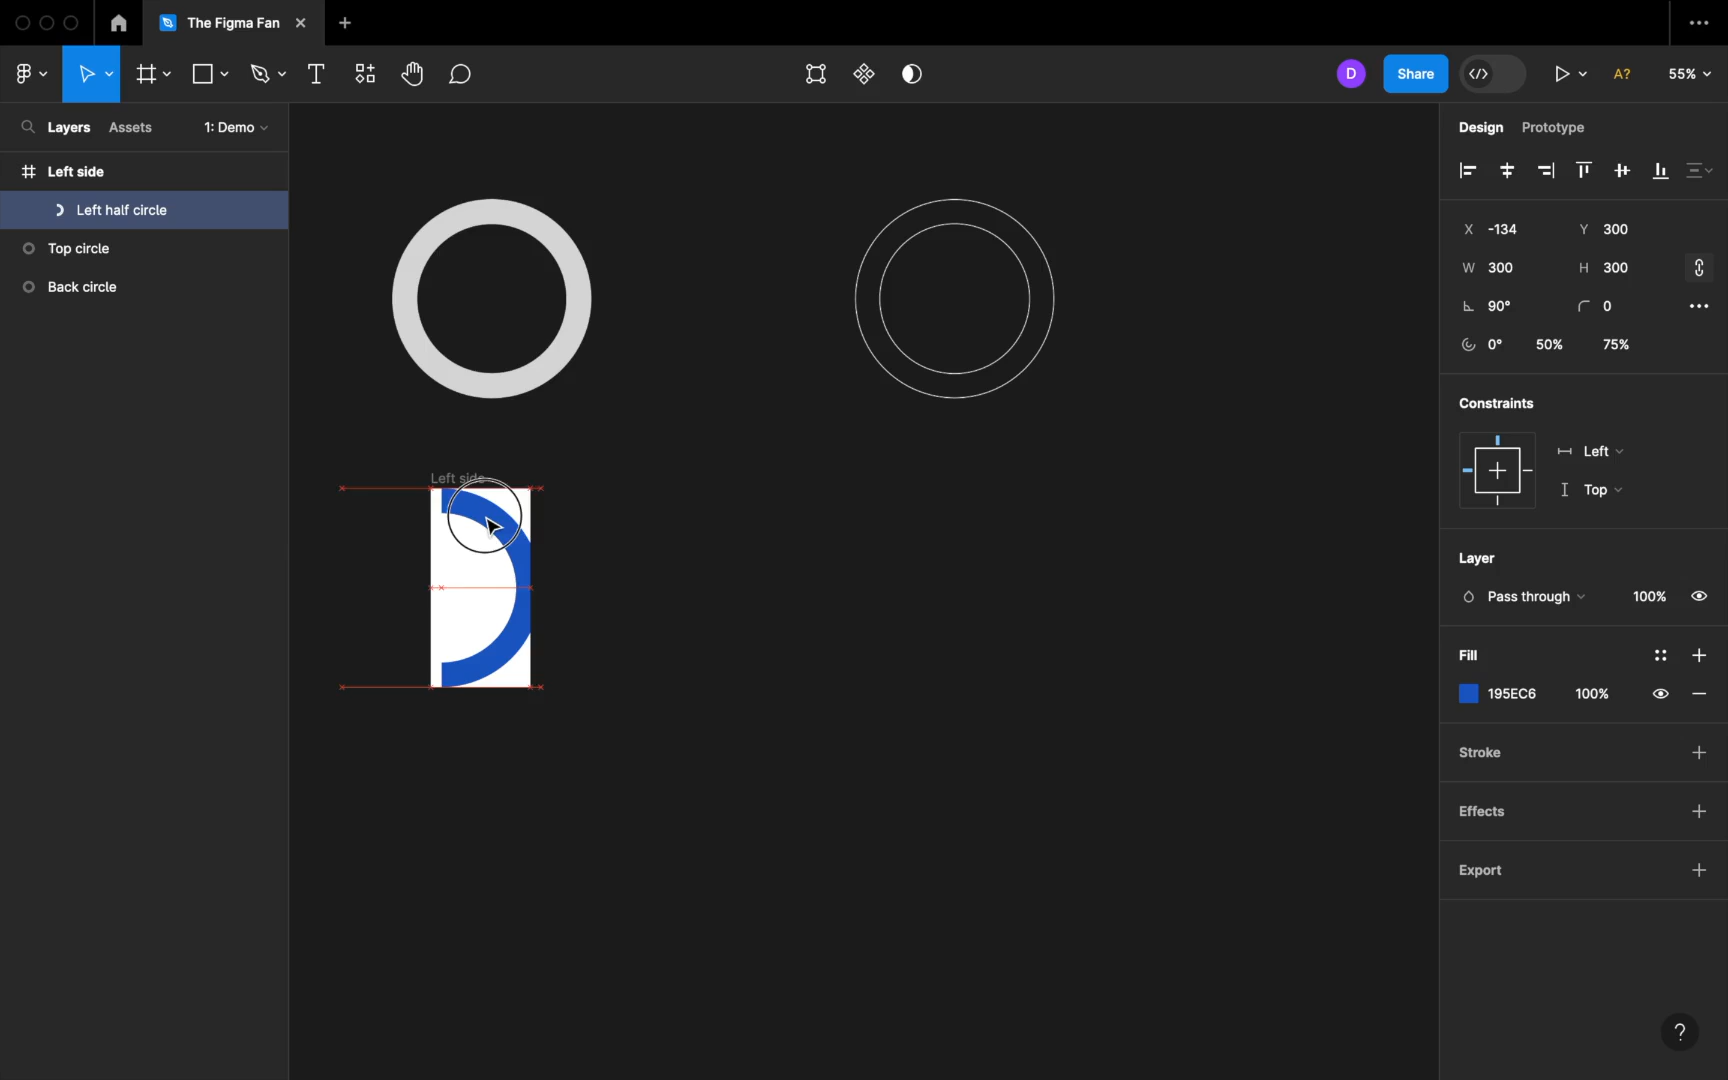 The Figma Fan
D
Share
A?
55%
Layers
Assets
1: Demo
Design
Prototype
Left side
Left half circle
Top circle
Back circle
Left side
X -134
Y 300
W 300
H 300
90°
0
0°
50%
75%
Constraints
Left
Top
Layer
Pass through
100%
Fill
195EC6
100%
Stroke
Effects
Export
?